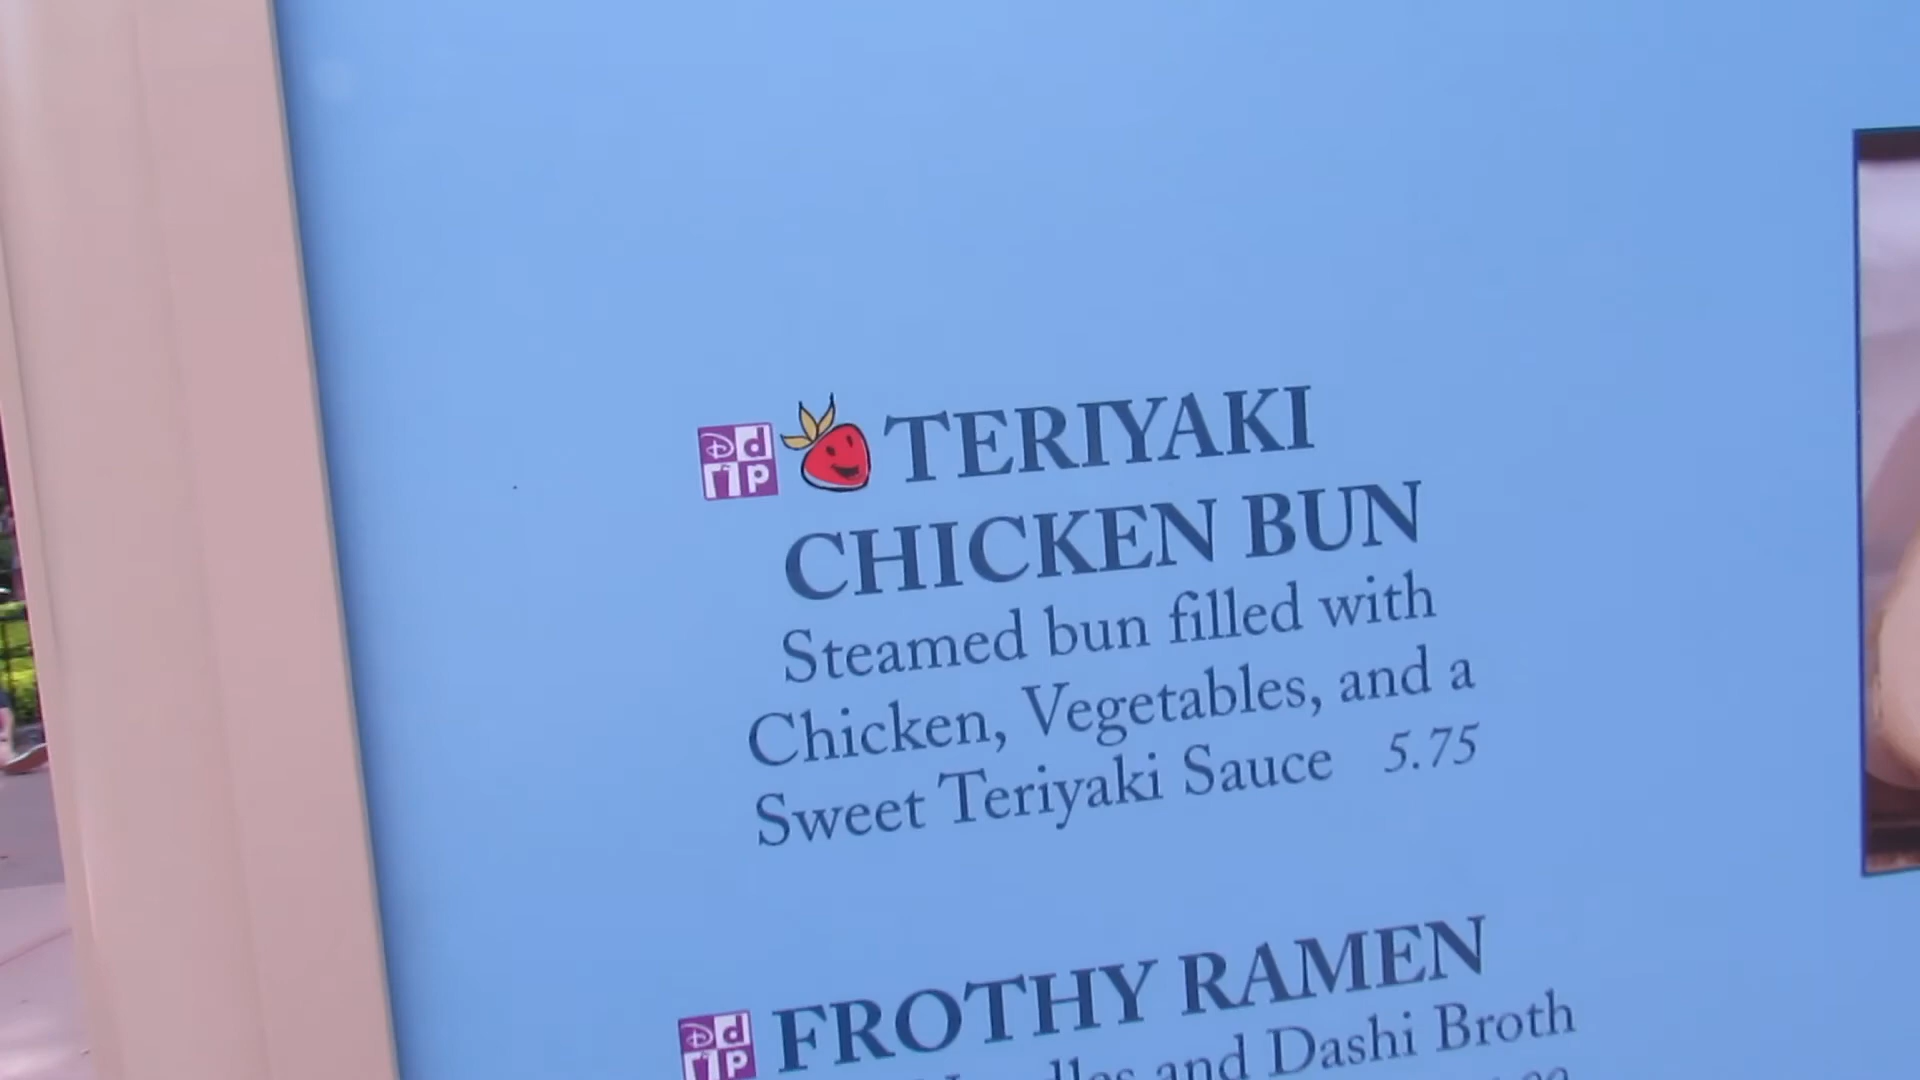 TERIYAKI
CHICKEN BUN
Steamed bun filled with
Chicken, Vegetables, and a
Sweet Teriyaki Sauce 5.75
FROTHY RAMEN
and Dashi Broth